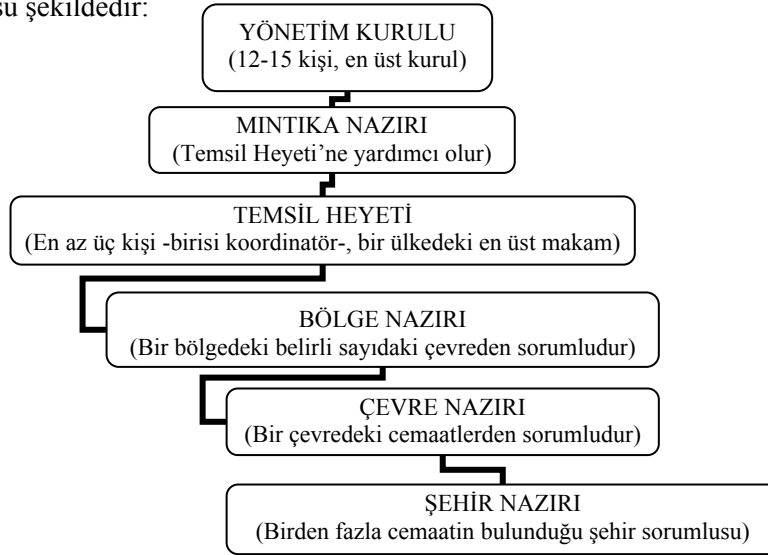 şekildedir:
YÖNETİM KURULU
(12-15 kişi, en üst kurul)
MINTIKA NAZIRI
(Temsil Heyeti’ne yardımcı olur)
TEMSİL HEYETİ
(En az üç kişi -birisi koordinatör-, bir ülkedeki en üst makam)
BÖLGE NAZIRI
(Bir bölgedeki belirli sayıdaki çevreden sorumludur)
ÇEVRE NAZIRI
(Bir çevredeki cemaatlerden sorumludur)
ŞEHİR NAZIRI
(Birden fazla cemaatin bulunduğu şehir sorumlusu)